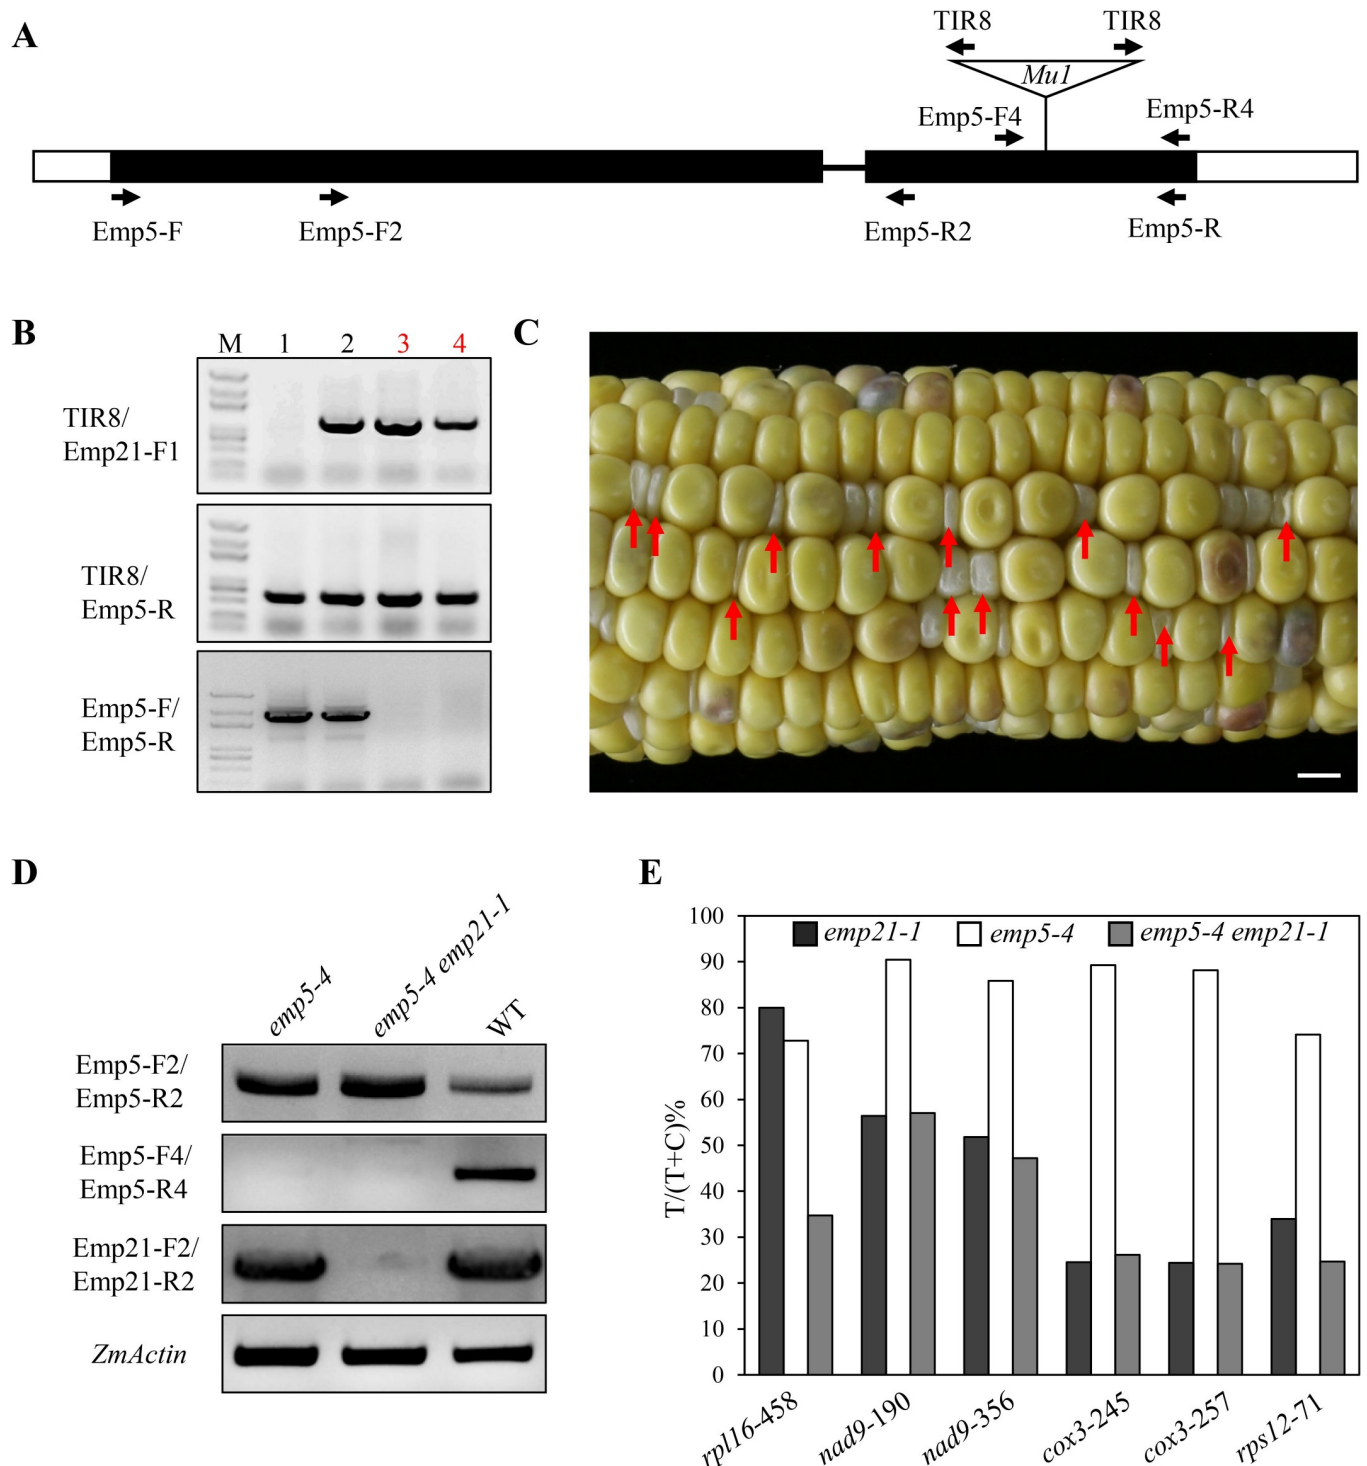 A
TIR8 TIR8
Mu1
Emp5-F4 Emp5-R4
Emp5-F Emp5-F2 Emp5-R2 Emp5-R
B
M 1 2 3 4
TIR8/
Emp21-F1
TIR8/
Emp5-R
Emp5-F/
Emp5-R
C
D
emp5-4 emp5-4 emp21-1 WT
Emp5-F2/
Emp5-R2
Emp5-F4/
Emp5-R4
Emp21-F2/
Emp21-R2
ZmActin
E
emp21-1 emp5-4 emp5-4 emp21-1
T/(T+C)%
100
90
80
70
60
50
40
30
20
10
0
rpl16-458 nad9-190 nad9-356 cox3-245 cox3-257 rps12-71